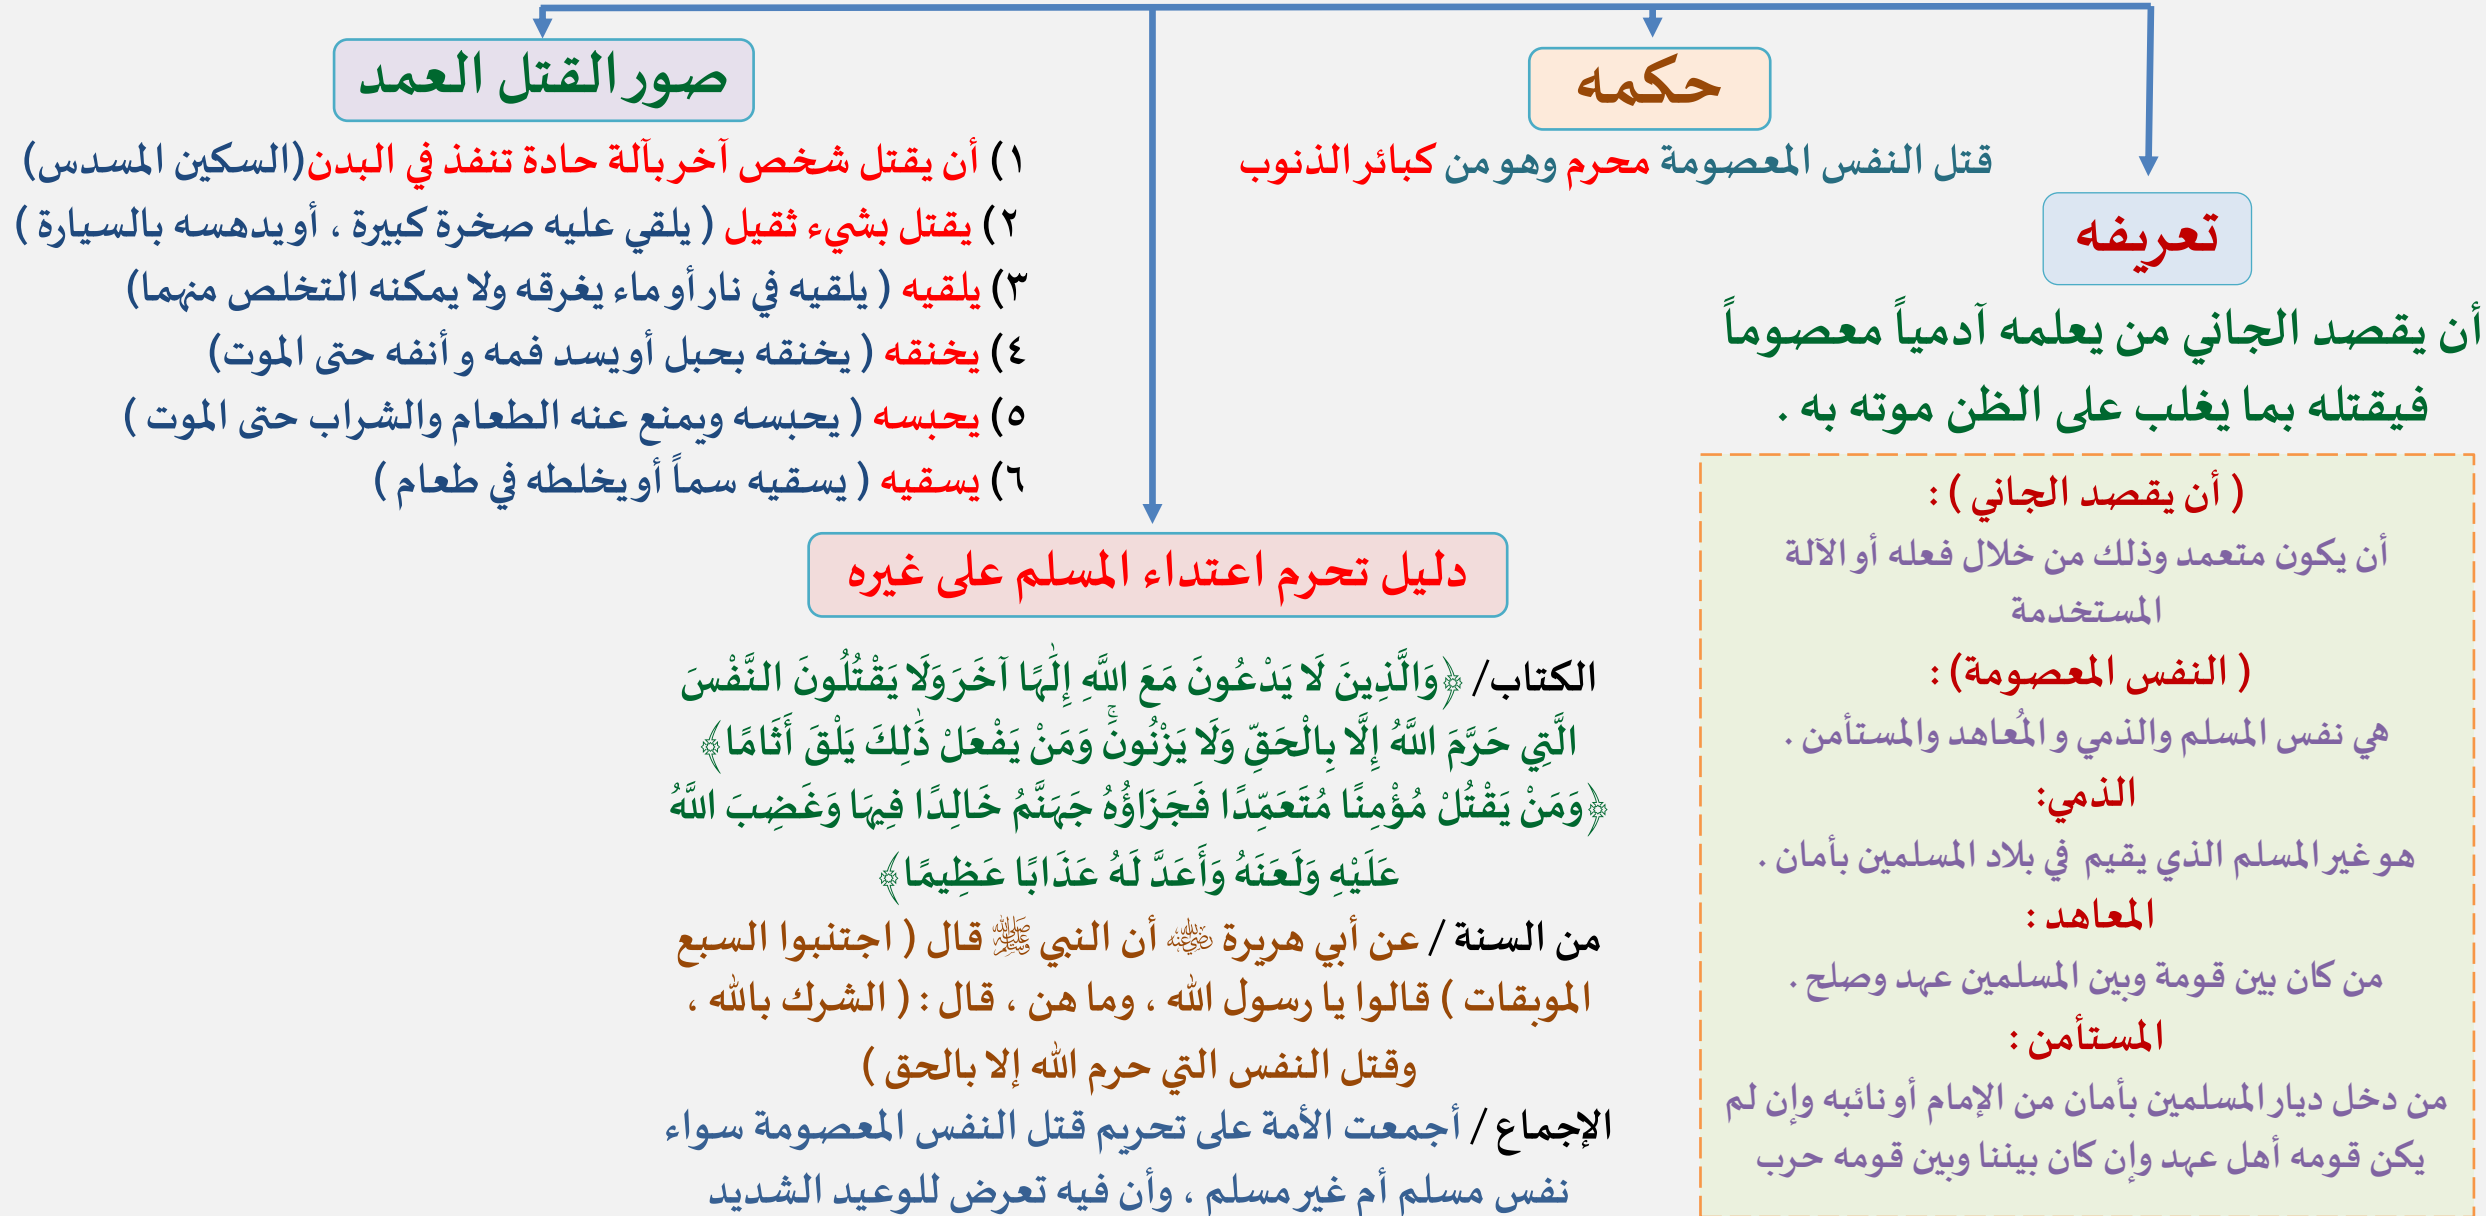 تعريفه
أن يقصد الجاني من يعلمه آدمياً معصوماً
فيقتله بما يغلب على الظن موته به .
( أن يقصد الجاني ) :
أن يكون متعمد وذلك من خلال فعله أو الآلة
المستخدمة
( النفس المعصومة) :
هي نفس المسلم والذمي و المُعاهد والمستأمن .
الذمي:
هو غير المسلم الذي يقيم في بلاد المسلمين بأمان .
المعاهد :
من كان بين قومة وبين المسلمين عهد وصلح .
المستأمن :
من دخل ديار المسلمين بأمان من الإمام أو نائبه وإن لم
يكن قومه أهل عهد وإن كان بيننا وبين قومه حرب
حكمه
قتل النفس المعصومة محرم وهو من كبائر الذنوب
دليل تحرم اعتداء المسلم على غيره
الكتاب/ ﴿وَالَّذِينَ لَا يَدْعُونَ مَعَ اللَّهِ إِلَٰهًا آخَرَ وَلَا يَقْتُلُونَ النَّفْسَ
الَّتِي حَرَّمَ اللَّهُ إِلَّا بِالْحَقِّ وَلَا يَزْنُونَ ۚ وَمَنْ يَفْعَلْ ذَٰلِكَ يَلْقَ أَثَامًا﴾
﴿وَمَنْ يَقْتُلْ مُؤْمِنًا مُتَعَمِّدًا فَجَزَاؤُهُ جَهَنَّمُ خَالِدًا فِيهَا وَغَضِبَ اللَّهُ
عَلَيْهِ وَلَعَنَهُ وَأَعَدَّ لَهُ عَذَابًا عَظِيمًا﴾
من السنة / عن أبي هريرة رضي الله عنه أن النبي ﷺ قال ( اجتنبوا السبع
الموبقات ) قالوا يا رسول الله ، وما هن ، قال : ( الشرك بالله ،
وقتل النفس التي حرم الله إلا بالحق )
الإجماع / أجمعت الأمة على تحريم قتل النفس المعصومة سواء
نفس مسلم أم غير مسلم ، وأن فيه تعرض للوعيد الشديد
صور القتل العمد
١) أن يقتل شخص آخر بآلة حادة تنفذ في البدن(السكين المسدس)
٢) يقتل بشيء ثقيل ( يلقي عليه صخرة كبيرة ، أو يدهسه بالسيارة )
٣) يلقيه ( يلقيه في نار أو ماء يغرقه ولا يمكنه التخلص منهما)
٤) يخنقه ( يخنقه بحبل أو يسد فمه و أنفه حتى الموت)
٥) يحبسه ( يحبسه ويمنع عنه الطعام والشراب حتى الموت )
٦) يسقيه ( يسقيه سماً أو يخلطه في طعام )